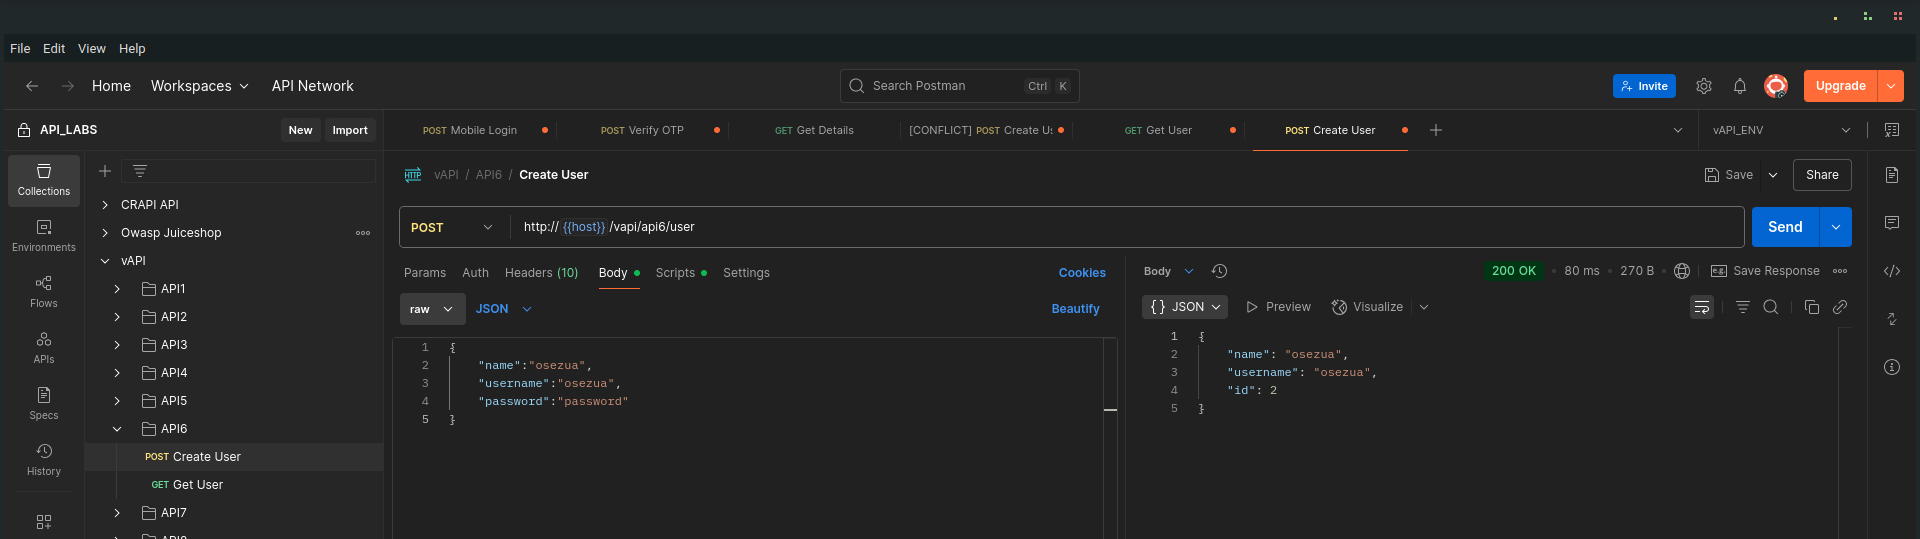 File Edit View Help
Home Workspaces API Network Search Postman Ctrl K Invite Upgrade
API_LABS New Import
POST Mobile Login POST Verify OTP GET Get Details [CONFLICT] POST Create Us GET Get User POST Create User vAPI_ENV
Collections
Environments
Flows
APIs
Specs
History
CRAPI API
Owasp Juiceshop
vAPI
API1
API2
API3
API4
API5
API6
POST Create User
GET Get User
API7
HTTP vAPI / API6 / Create User Save Share
POST http://{{host}}/vapi/api6/user Send
Params Auth Headers (10) Body Scripts Settings Cookies
raw JSON Beautify
1 {
2 "name":"osezua",
3 "username":"osezua",
4 "password":"password"
5 }
Body 200 OK 80 ms 270 B e.g. Save Response
{} JSON Preview Visualize
1 {
2 "name": "osezua",
3 "username": "osezua",
4 "id": 2
5 }